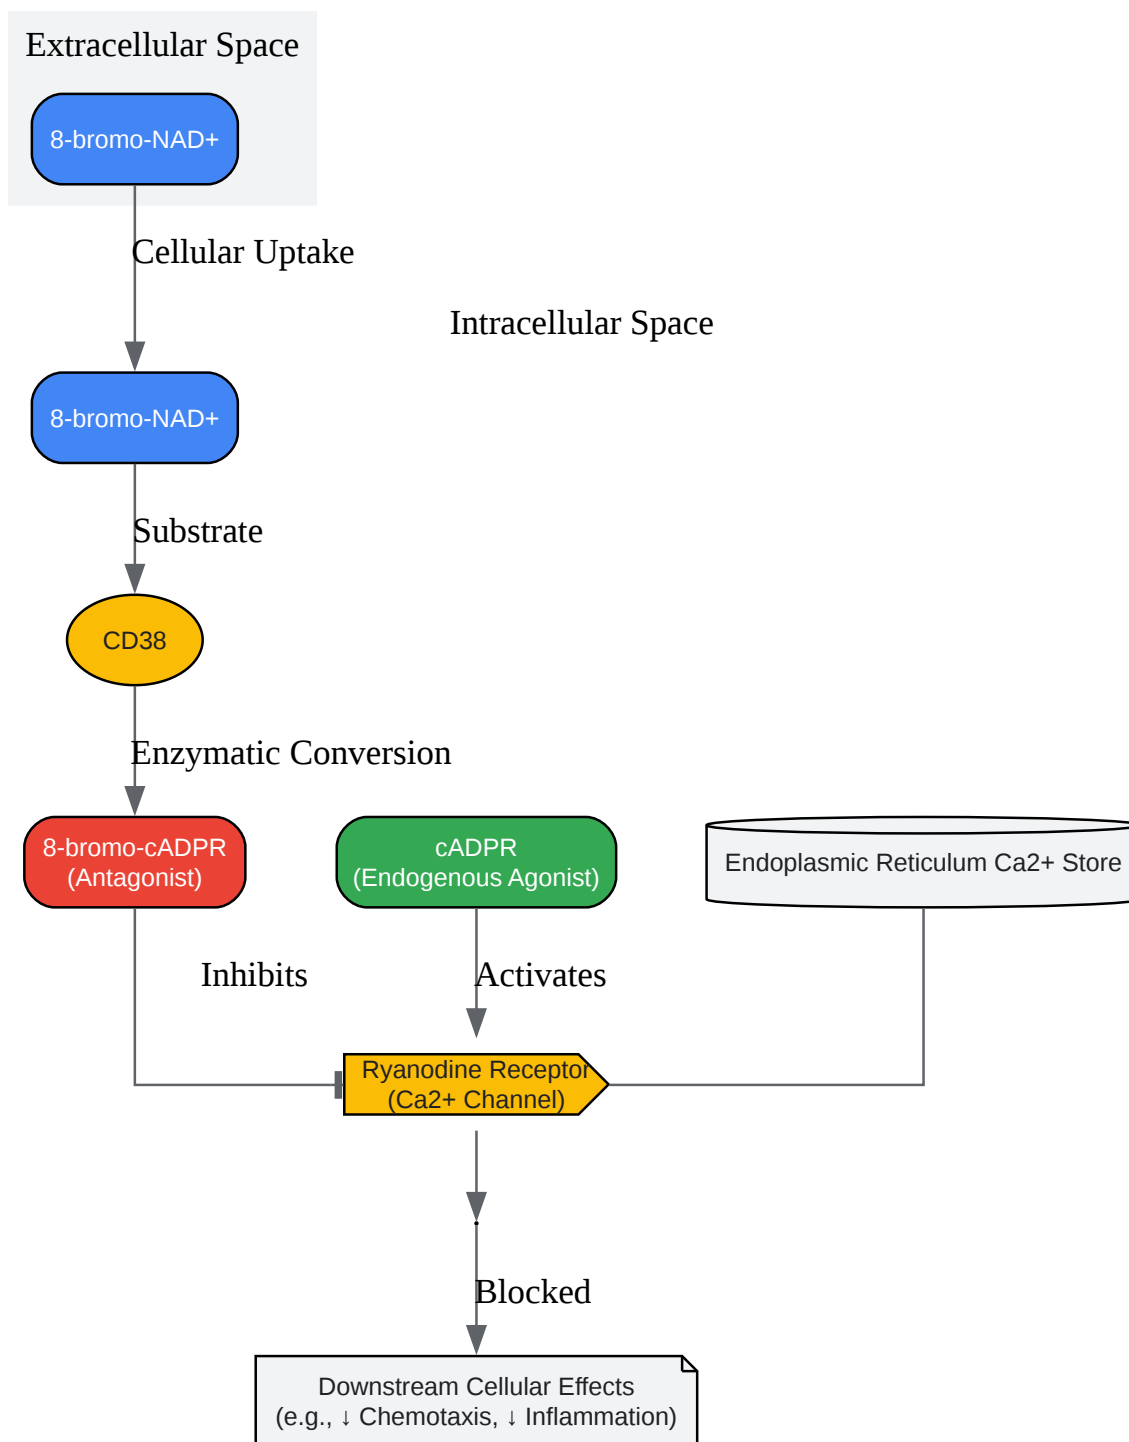 Extracellular Space
8-bromo-NAD+
Cellular Uptake
Intracellular Space
8-bromo-NAD+
Substrate
CD38
Enzymatic Conversion
8-bromo-cADPR
(Antagonist)
cADPR
(Endogenous Agonist)
Endoplasmic Reticulum Ca2+ Store
Inhibits
Activates
Ryanodine Receptor
(Ca2+ Channel)
Blocked
Downstream Cellular Effects
(e.g., ↓ Chemotaxis, ↓ Inflammation)